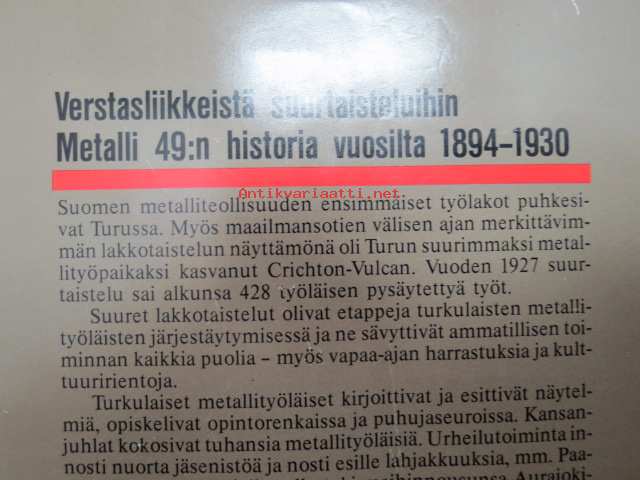 Verstasliikkeistä suurtaisteluihin
Metalli 49:n historia vuosilta 1894–1930
Antikvariaatti.net
Suomen metalliteollisuuden ensimmäiset työlakot puhkesi-
vat Turussa. Myös maailmansotien välisen ajan merkittävim-
män lakkotaistelun näyttämönä oli Turun suurimmaksi metal-
lityöpaikaksi kasvanut Crichton-Vulcan. Vuoden 1927 suur-
taistelu sai alkunsa 428 työläisen pysäytettyä työt.
Suuret lakkotaistelut olivat etappeja turkulaisten metalli-
työläisten järjestäytymisessä ja ne sävyttivät ammatillisen toi-
minnan kaikkia puolia – myös vapaa-ajan harrastuksia ja kult-
tuuririentoja.
Turkulaiset metallityöläiset kirjoittivat ja esittivät näytel-
miä, opiskelivat opintorenkaissa ja puhujaseuroissa. Kansan-
juhlat kokosivat tuhansia metallityöläisiä. Urheilutoiminta in-
nosti nuorta jäsenistöä ja nosti esille lahjakkuuksia, mm. Paa-
Aurajoki-